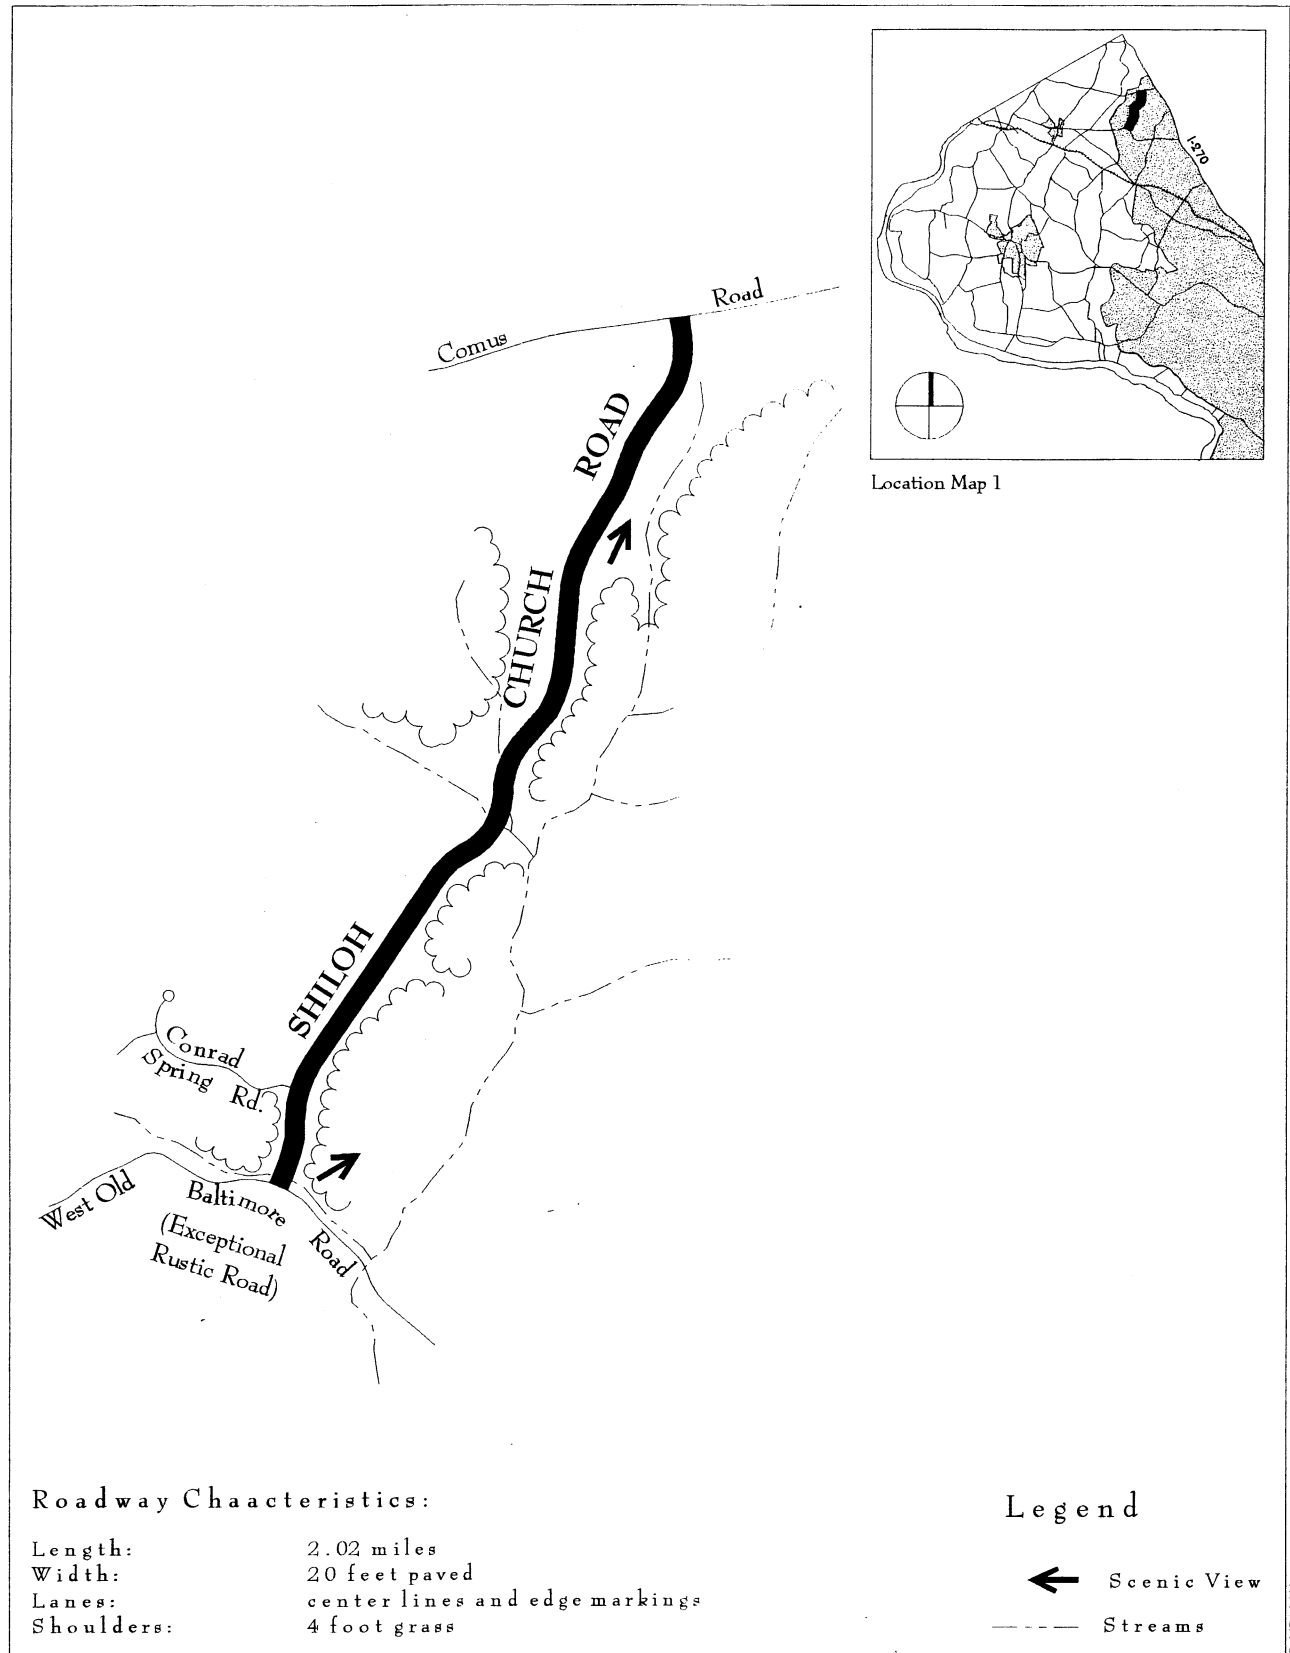 I-270
Location Map 1
Comus Road
SHILOH CHURCH ROAD
Conrad
Spring Rd.
West Old Baltimore Road
(Exceptional
Rustic Road)
Roadway Chaacteristics:
Length: 2.02 miles
Width: 20 feet paved
Lanes: center lines and edge markings
Shoulders: 4 foot grass
Legend
Scenic View
Streams